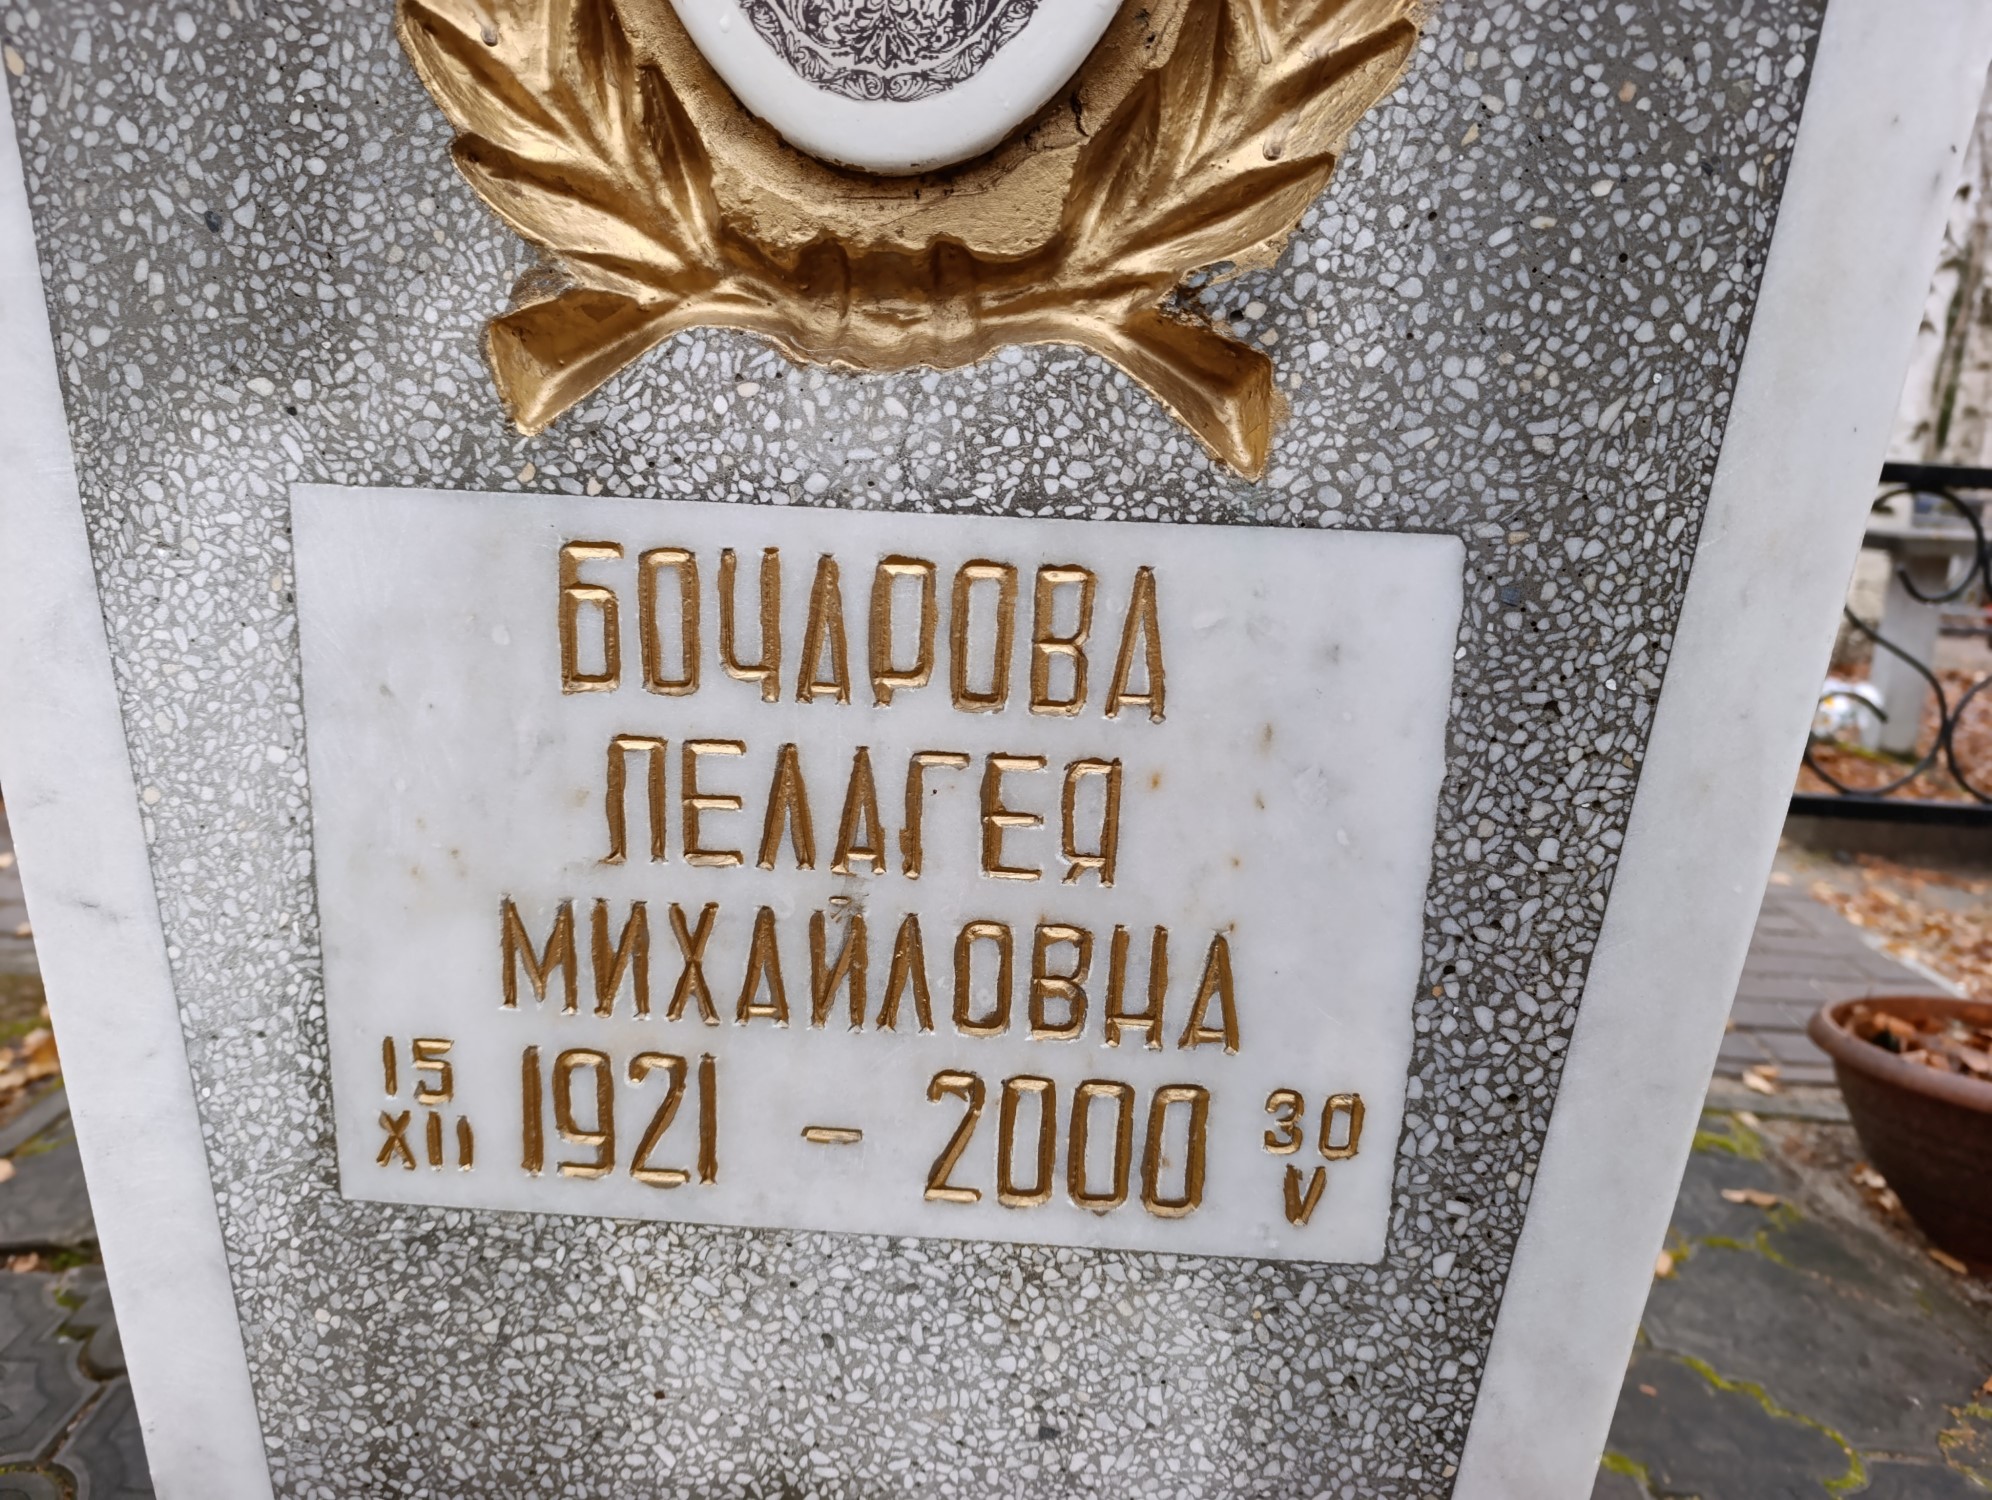 БОЧАРОВА
ПЕЛАГЕЯ
МИХАЙЛОВНА
15 XII 1921 - 2000 30 V